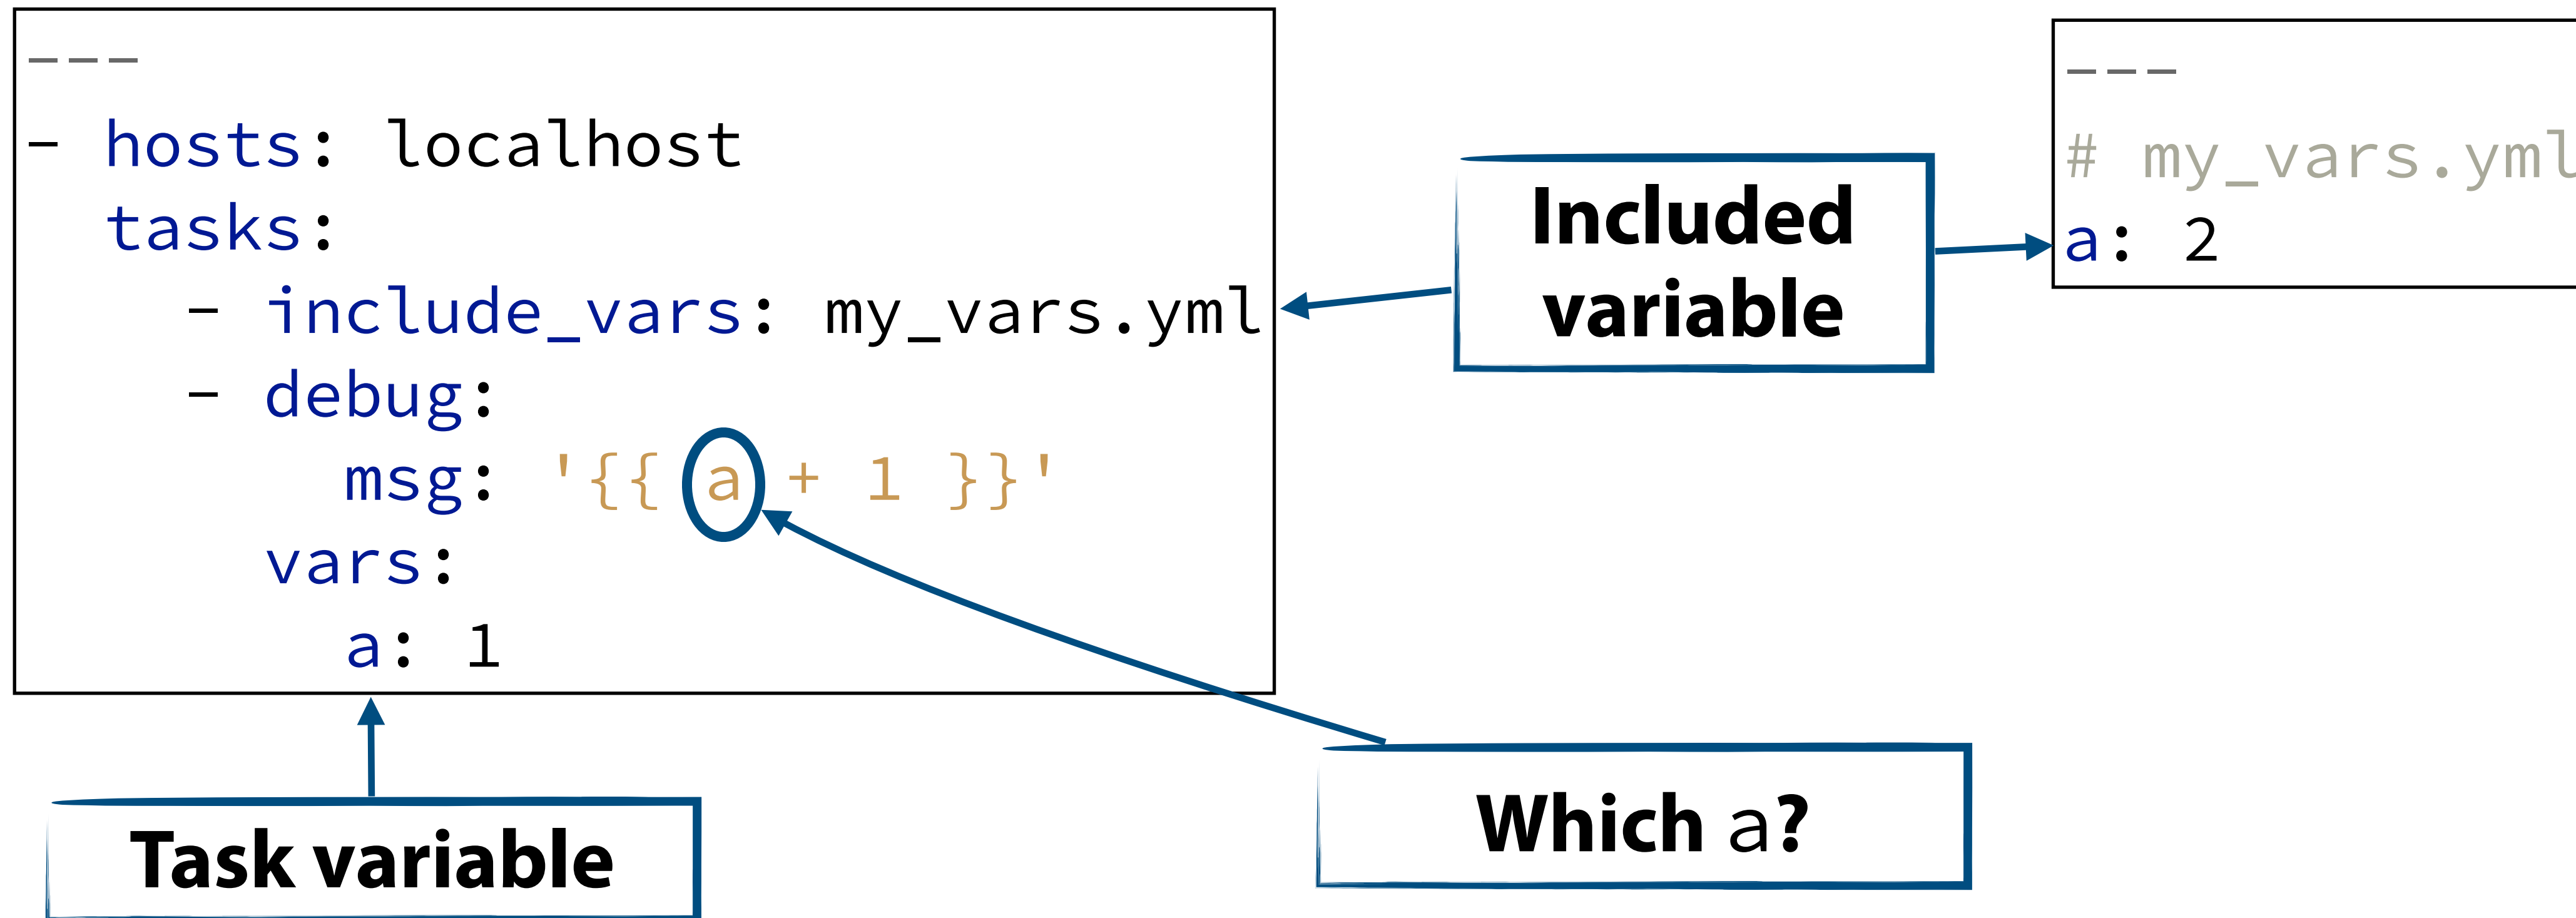 ---
- hosts: localhost
  tasks:
    - include_vars: my_vars.yml
    - debug:
        msg: '{{ a + 1 }}'
      vars:
        a: 1
Included
variable
---
# my_vars.yml
a: 2
Task variable
Which a?